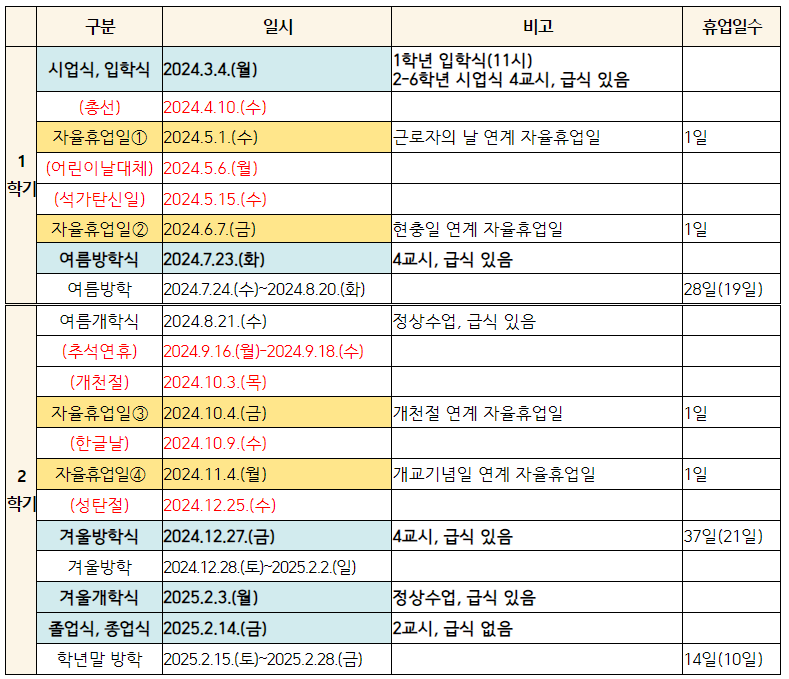 구분 일시 비고 휴업일수
1
학기
시업식, 입학식 2024.3.4.(월) 1학년 입학식(11시)
2-6학년 시업식 4교시, 급식 있음
(총선) 2024.4.10.(수)
자율휴업일① 2024.5.1.(수) 근로자의 날 연계 자율휴업일 1일
(어린이날대체) 2024.5.6.(월)
(석가탄신일) 2024.5.15.(수)
자율휴업일② 2024.6.7.(금) 현충일 연계 자율휴업일 1일
여름방학식 2024.7.23.(화) 4교시, 급식 있음
여름방학 2024.7.24.(수)~2024.8.20.(화) 28일(19일)
2
학기
여름개학식 2024.8.21.(수) 정상수업, 급식 있음
(추석연휴) 2024.9.16.(월)-2024.9.18.(수)
(개천절) 2024.10.3.(목)
자율휴업일③ 2024.10.4.(금) 개천절 연계 자율휴업일 1일
(한글날) 2024.10.9.(수)
자율휴업일④ 2024.11.4.(월) 개교기념일 연계 자율휴업일 1일
(성탄절) 2024.12.25.(수)
겨울방학식 2024.12.27.(금) 4교시, 급식 있음 37일(21일)
겨울방학 2024.12.28.(토)~2025.2.2.(일)
겨울개학식 2025.2.3.(월) 정상수업, 급식 있음
졸업식, 종업식 2025.2.14.(금) 2교시, 급식 없음
학년말 방학 2025.2.15.(토)~2025.2.28.(금) 14일(10일)